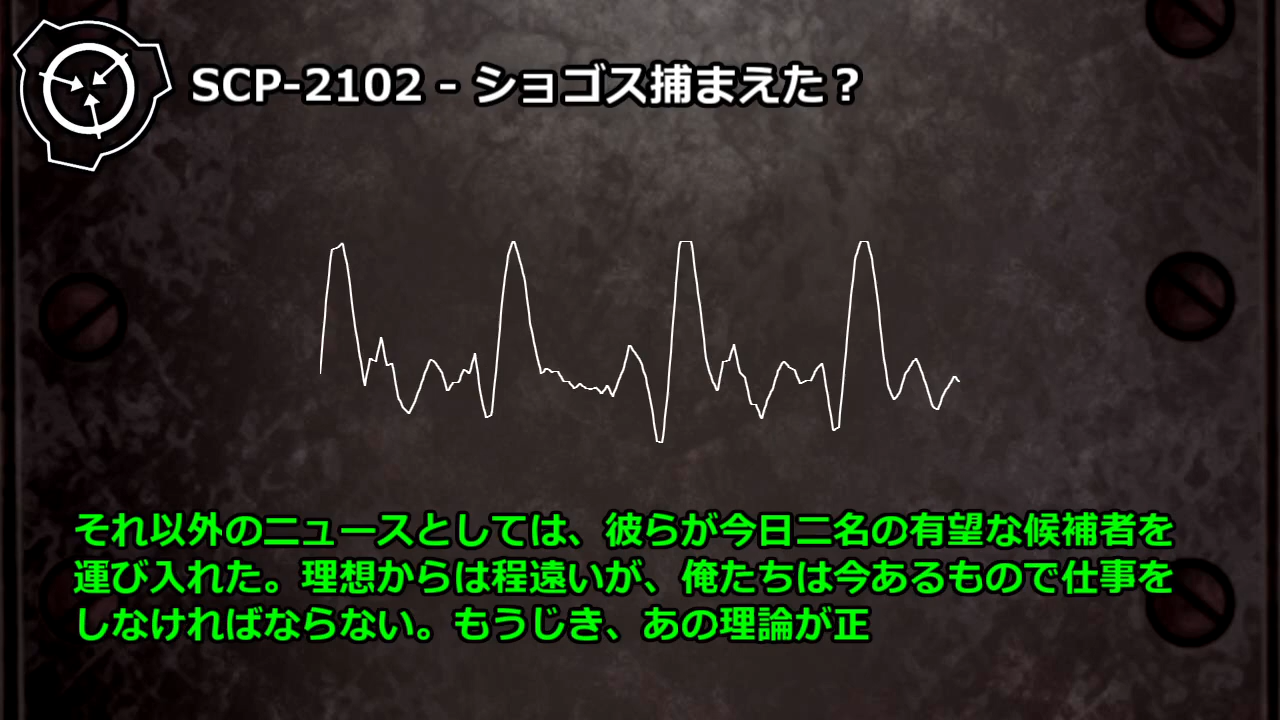 SCP-2102 - ショゴス捕まえた？
それ以外のニュースとしては、彼らが今日二名の有望な候補者を
運び入れた。理想からは程遠いが、俺たちは今あるもので仕事を
しなければならない。もうじき、あの理論が正